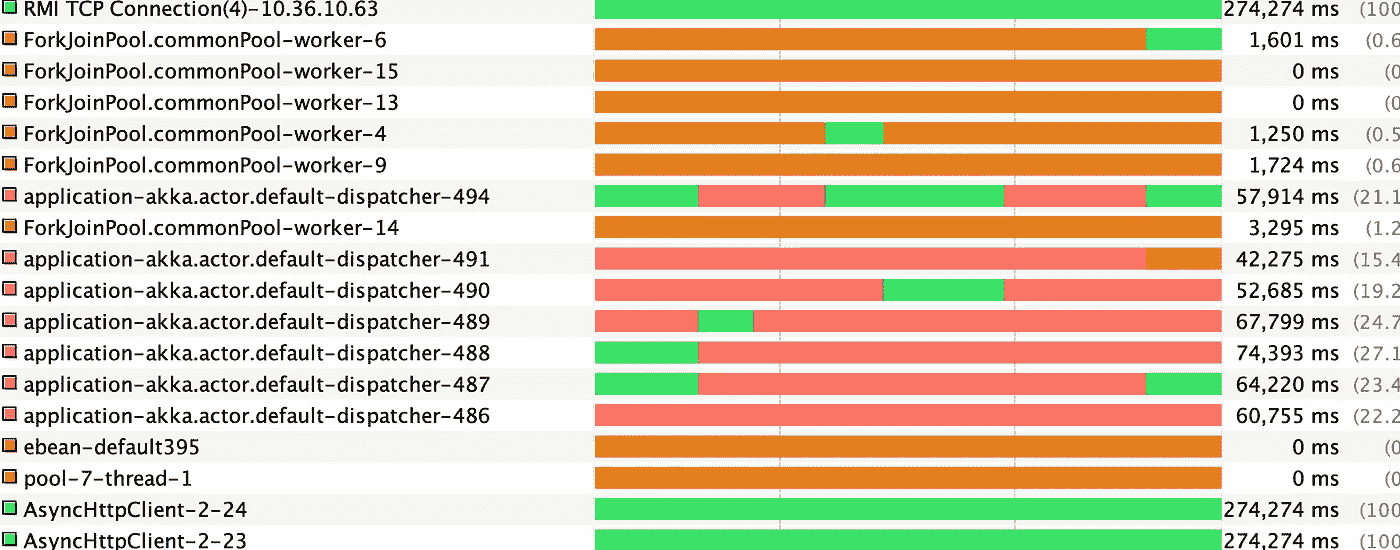 RMI TCP Connection(4)-10.36.10.63 274,274 ms (100
ForkJoinPool.commonPool-worker-6 1,601 ms (0.6
ForkJoinPool.commonPool-worker-15 0 ms (0
ForkJoinPool.commonPool-worker-13 0 ms (0
ForkJoinPool.commonPool-worker-4 1,250 ms (0.5
ForkJoinPool.commonPool-worker-9 1,724 ms (0.6
application-akka.actor.default-dispatcher-494 57,914 ms (21.1
ForkJoinPool.commonPool-worker-14 3,295 ms (1.2
application-akka.actor.default-dispatcher-491 42,275 ms (15.4
application-akka.actor.default-dispatcher-490 52,685 ms (19.2
application-akka.actor.default-dispatcher-489 67,799 ms (24.7
application-akka.actor.default-dispatcher-488 74,393 ms (27.1
application-akka.actor.default-dispatcher-487 64,220 ms (23.4
application-akka.actor.default-dispatcher-486 60,755 ms (22.2
ebean-default395 0 ms (0
pool-7-thread-1 0 ms (0
AsyncHttpClient-2-24 274,274 ms (100
AsyncHttpClient-2-23 274,274 ms (100